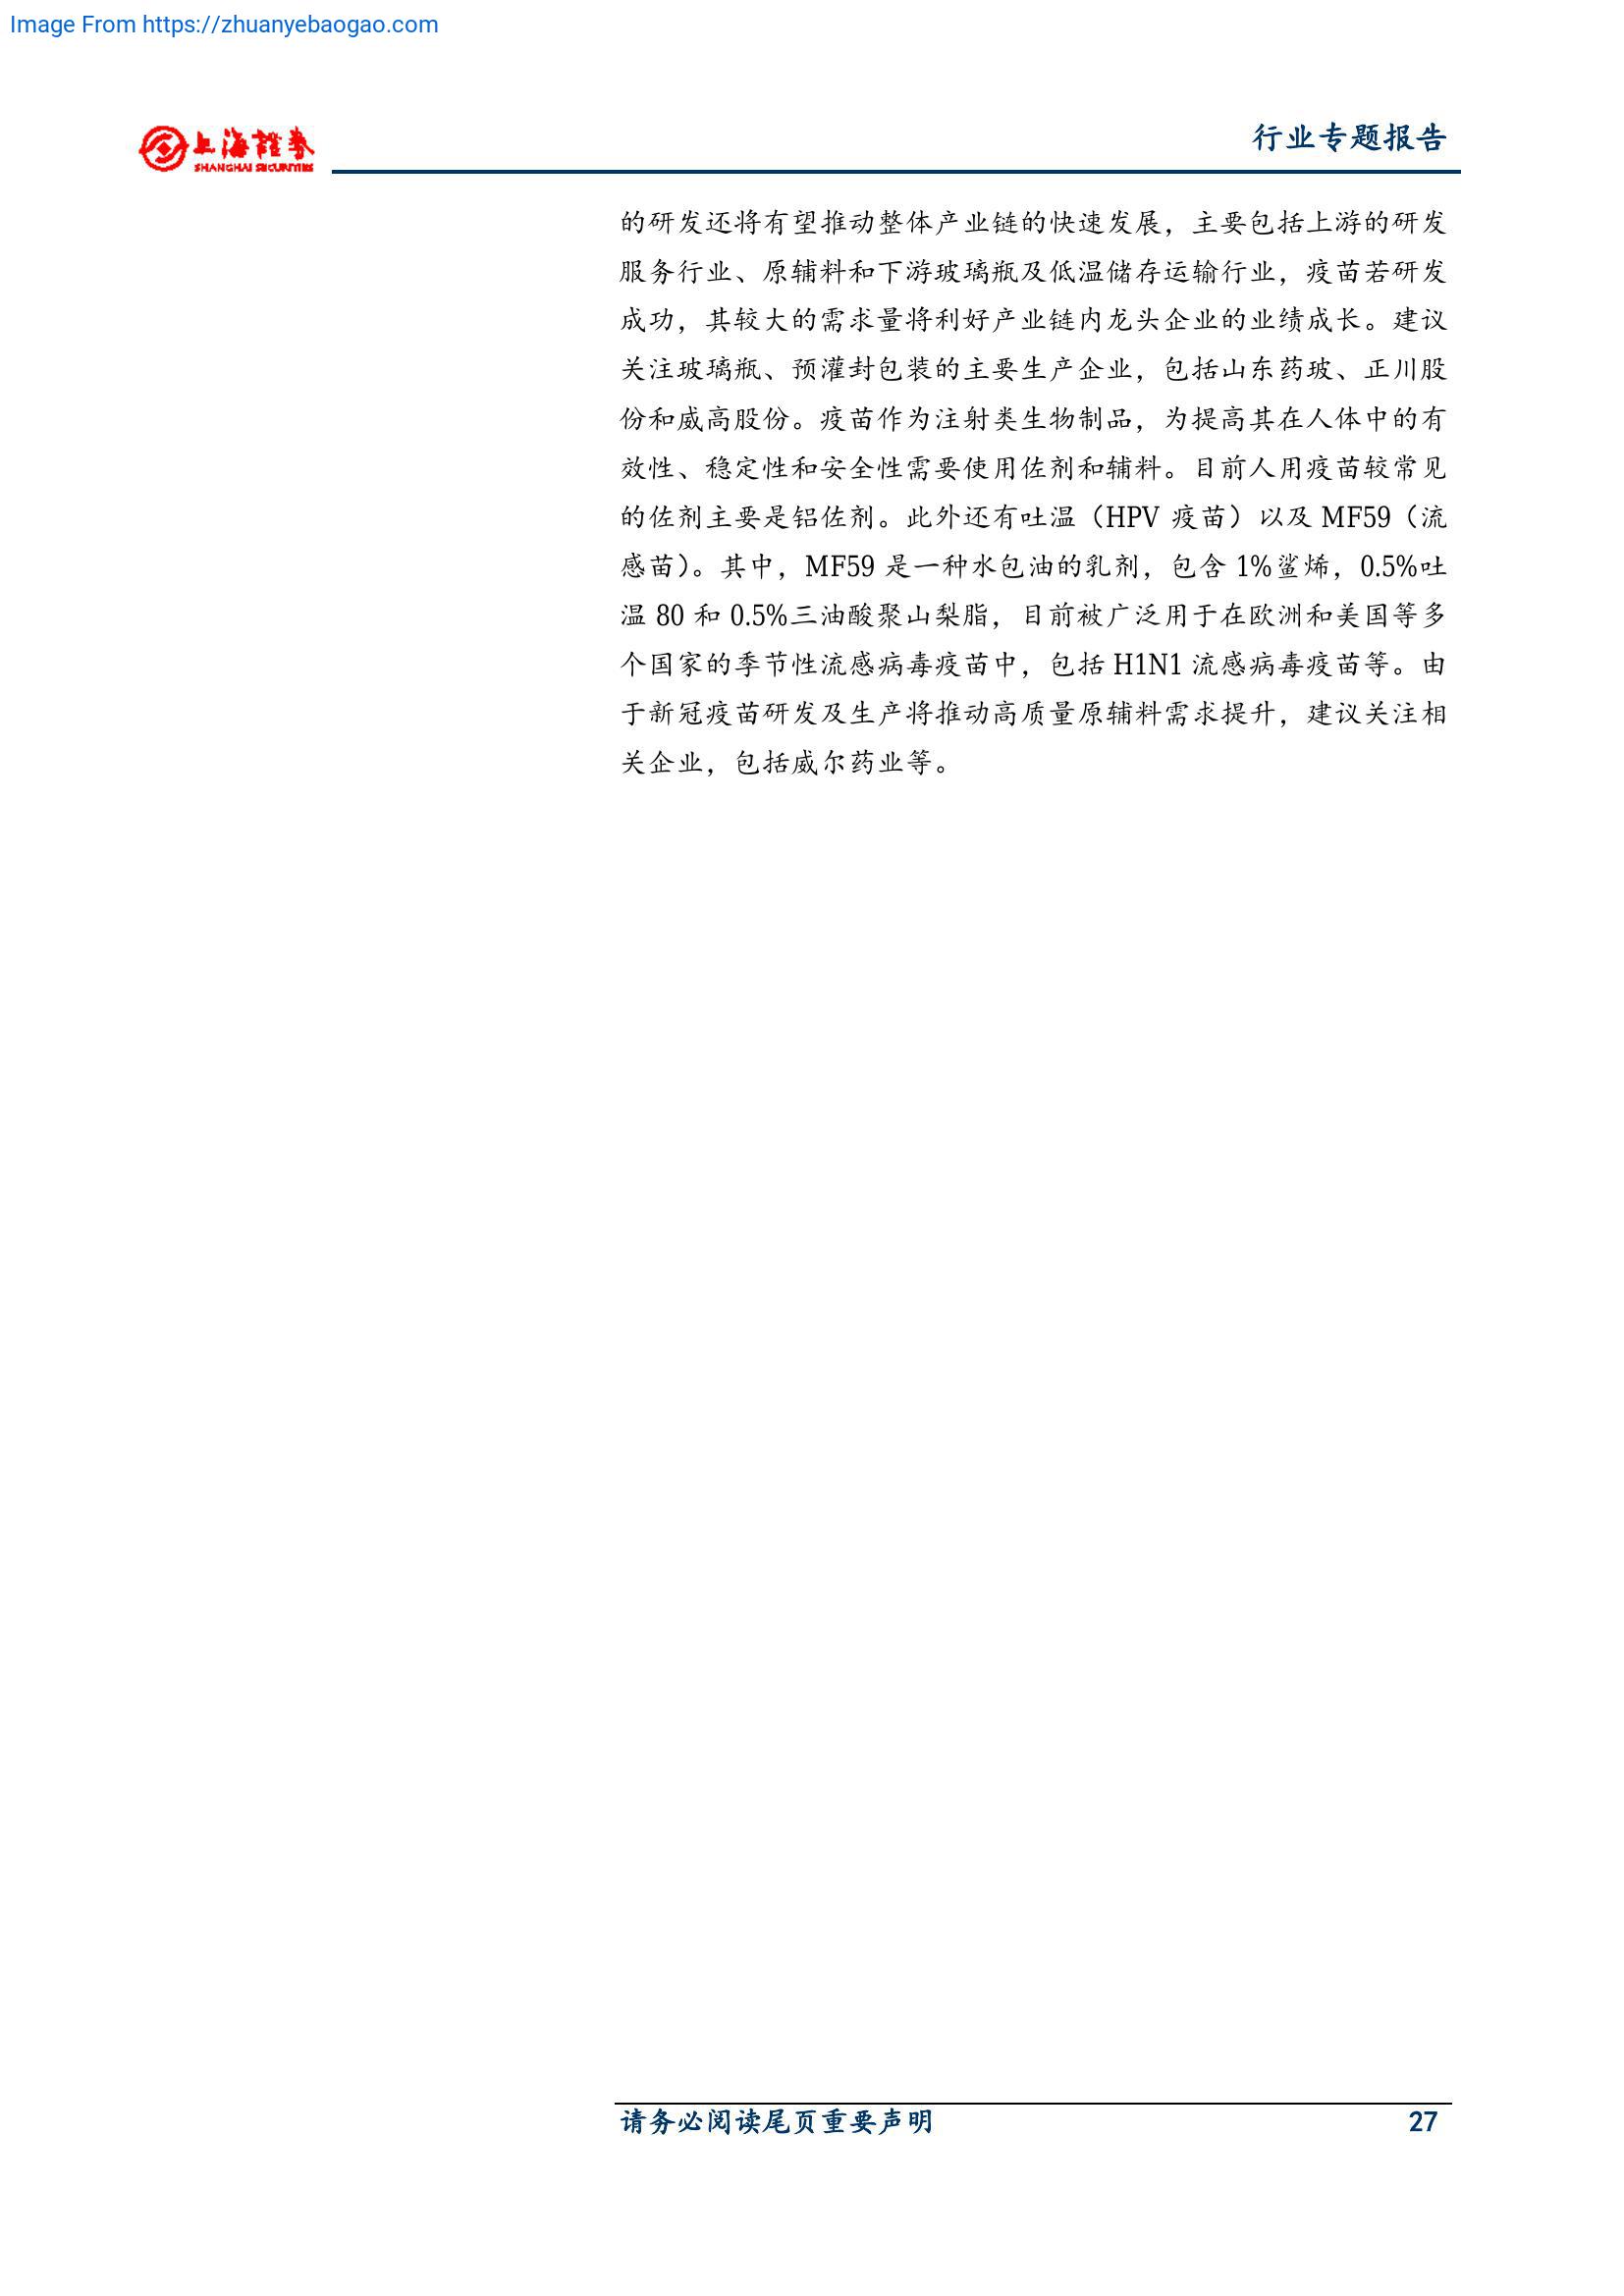 Image From https://zhuanyebaogao.com
上海證券
SHANGHAI SECURITIES
行业专题报告
的研发还将有望推动整体产业链的快速发展，主要包括上游的研发
服务行业、原辅料和下游玻璃瓶及低温储存运输行业，疫苗若研发
成功，其较大的需求量将利好产业链内龙头企业的业绩成长。建议
关注玻璃瓶、预灌封包装的主要生产企业，包括山东药玻、正川股
份和威高股份。疫苗作为注射类生物制品，为提高其在人体中的有
效性、稳定性和安全性需要使用佐剂和辅料。目前人用疫苗较常见
的佐剂主要是铝佐剂。此外还有吐温（HPV 疫苗）以及 MF59（流
感苗）。其中，MF59 是一种水包油的乳剂，包含 1%鲨烯，0.5%吐
温 80 和 0.5%三油酸聚山梨脂，目前被广泛用于在欧洲和美国等多
个国家的季节性流感病毒疫苗中，包括 H1N1 流感病毒疫苗等。由
于新冠疫苗研发及生产将推动高质量原辅料需求提升，建议关注相
关企业，包括威尔药业等。
请务必阅读尾页重要声明
27